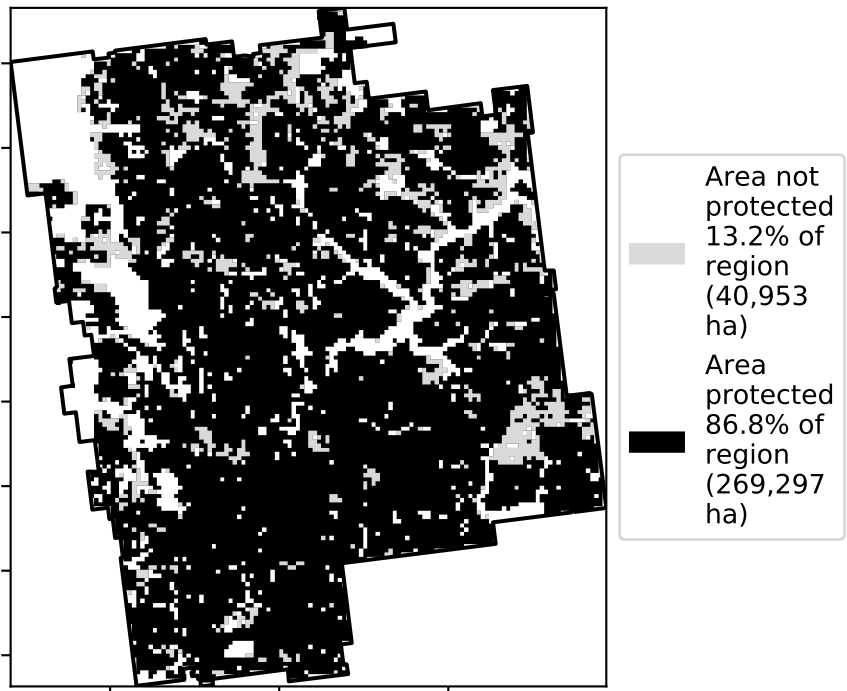 Area not
protected
13.2% of
region
(40,953
ha)
Area
protected
86.8% of
region
(269,297
ha)